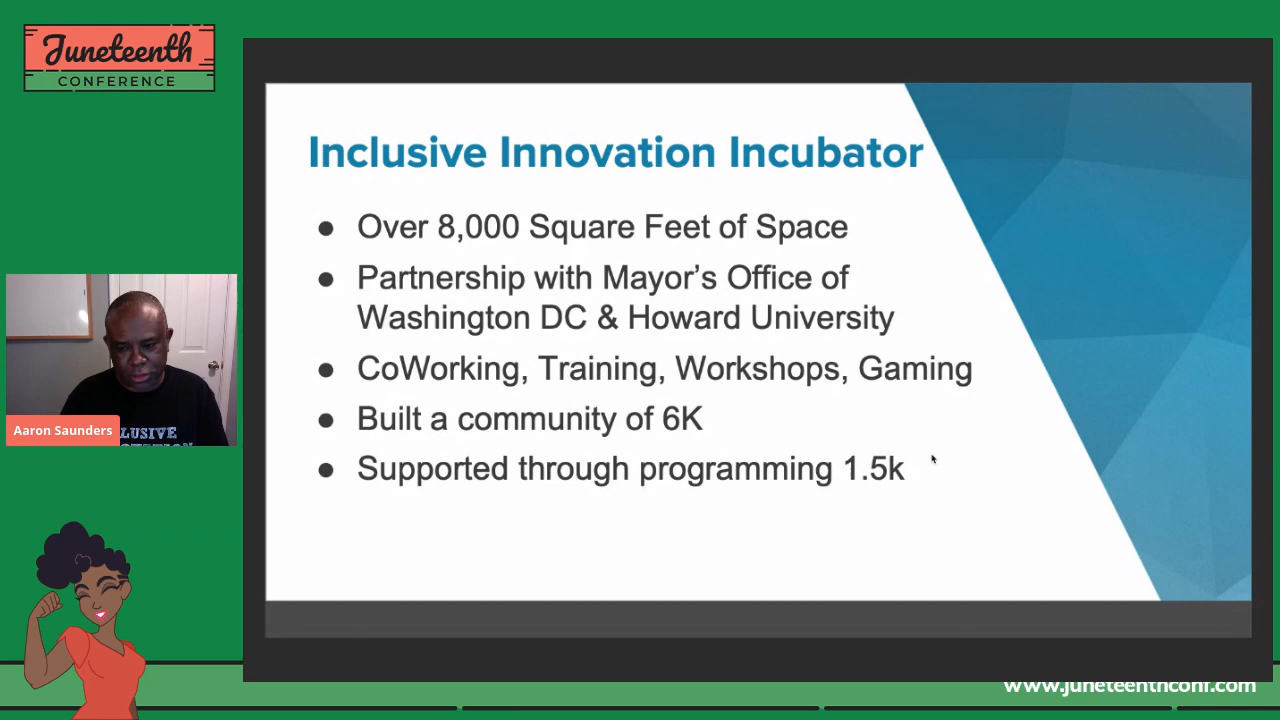 Juneteenth
CONFERENCE
Inclusive Innovation Incubator
● Over 8,000 Square Feet of Space
● Partnership with Mayor’s Office of
Washington DC & Howard University
● CoWorking, Training, Workshops, Gaming
● Built a community of 6K
● Supported through programming 1.5k
Aaron Saunders
LUSIVE
www.juneteenthconf.com